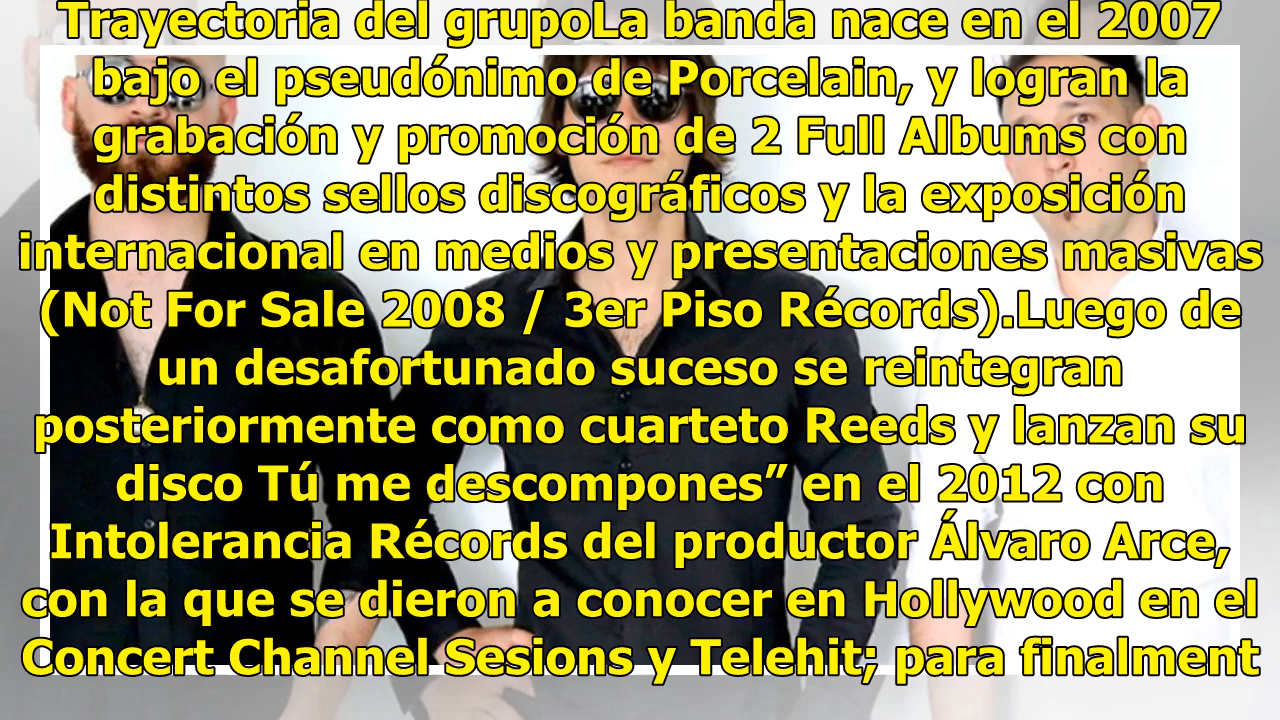 Trayectoria del grupoLa banda nace en el 2007
bajo el pseudónimo de Porcelain, y logran la
grabación y promoción de 2 Full Albums con
distintos sellos discográficos y la exposición
internacional en medios y presentaciones masivas
(Not For Sale 2008 / 3er Piso Récords).Luego de
un desafortunado suceso se reintegran
posteriormente como cuarteto Reeds y lanzan su
disco Tú me descompones” en el 2012 con
Intolerancia Récords del productor Álvaro Arce,
con la que se dieron a conocer en Hollywood en el
Concert Channel Sesions y Telehit; para finalment